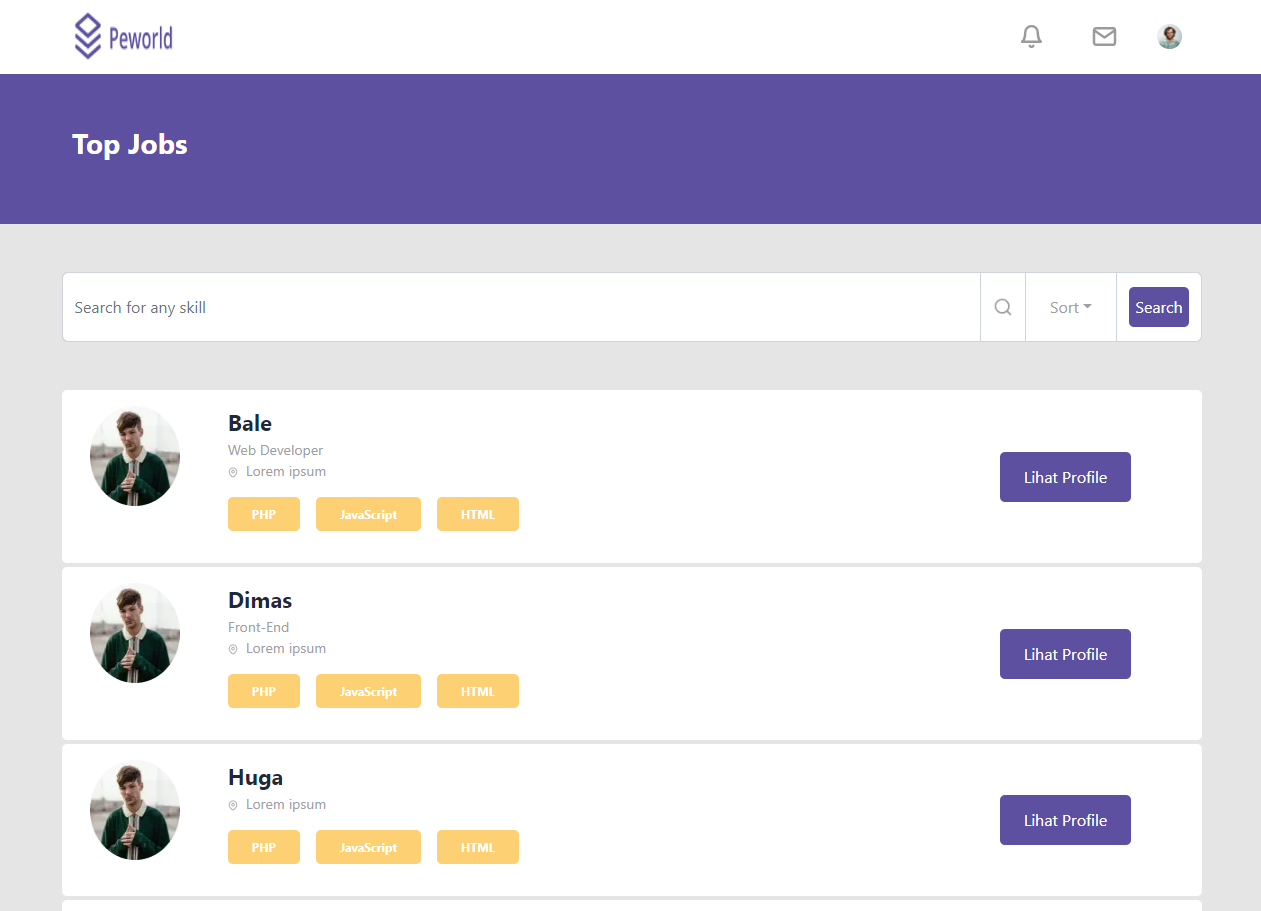 Peworld
Top Jobs
Search for any skill
Sort
Search
Bale
Web Developer
Lorem ipsum
PHP JavaScript HTML
Lihat Profile
Dimas
Front-End
Lorem ipsum
PHP JavaScript HTML
Lihat Profile
Huga
Lorem ipsum
PHP JavaScript HTML
Lihat Profile